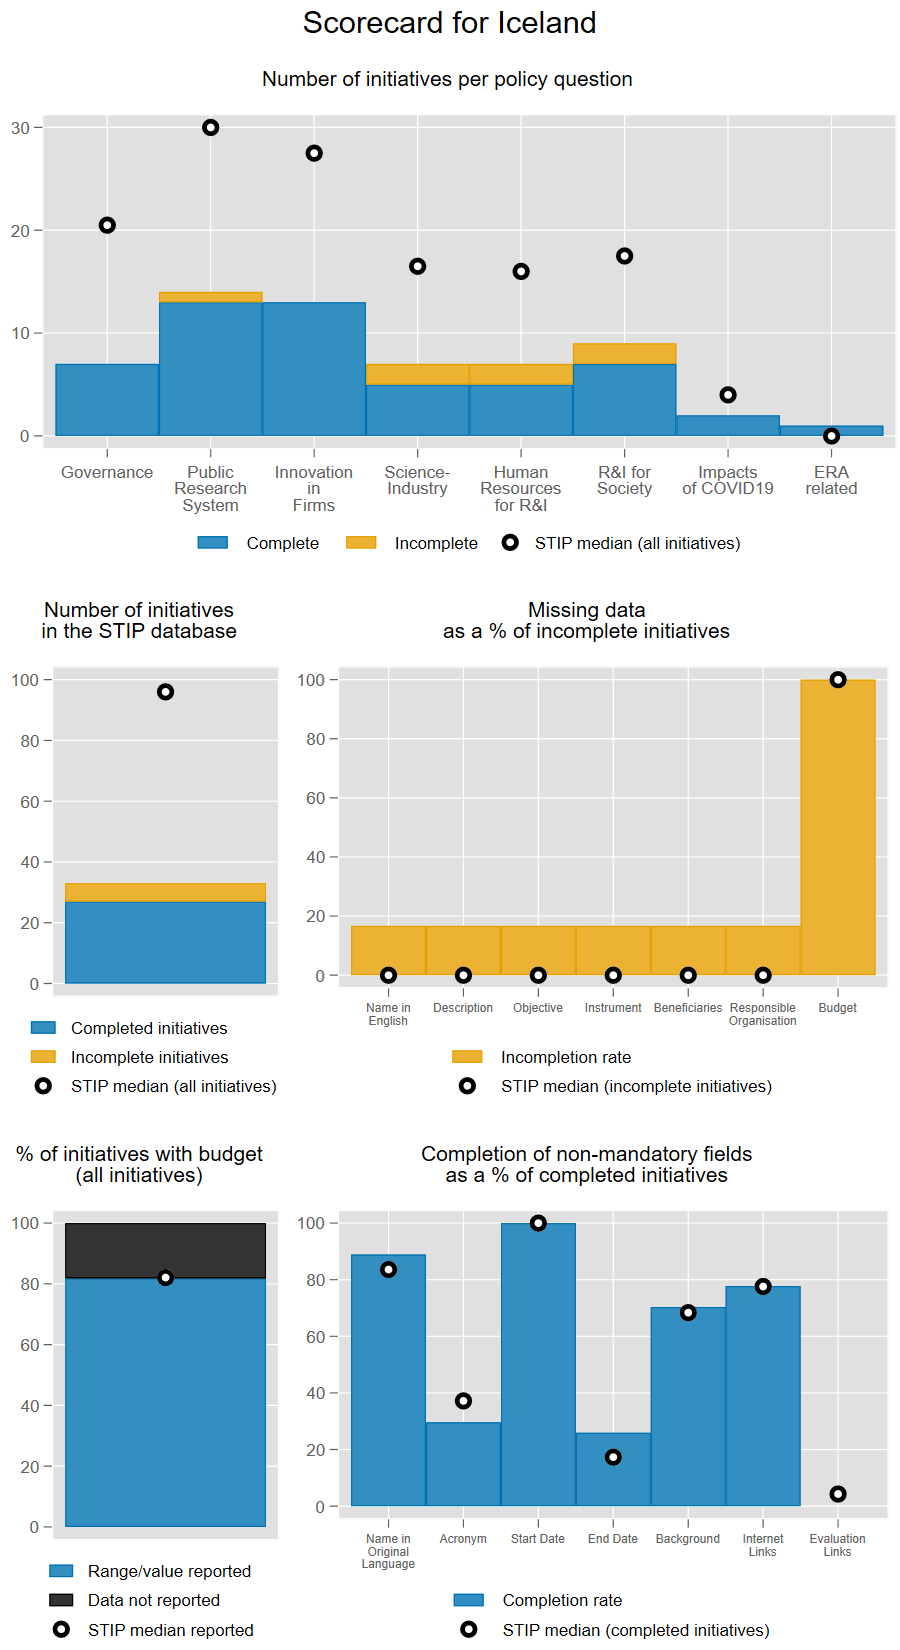 Scorecard for Iceland
Number of initiatives per policy question
30
20
10
0
Governance
Public
Research
System
Innovation
in
Firms
Science-
Industry
Human
Resources
for R&I
R&I for
Society
Impacts
of COVID19
ERA
related
Complete
Incomplete
STIP median (all initiatives)
Number of initiatives
in the STIP database
100
80
60
40
20
0
Completed initiatives
Incomplete initiatives
STIP median (all initiatives)
Missing data
as a % of incomplete initiatives
100
80
60
40
20
0
Name in
English
Description
Objective
Instrument
Beneficiaries
Responsible
Organisation
Budget
Incompletion rate
STIP median (incomplete initiatives)
% of initiatives with budget
(all initiatives)
100
80
60
40
20
0
Range/value reported
Data not reported
STIP median reported
Completion of non-mandatory fields
as a % of completed initiatives
100
80
60
40
20
0
Name in
Original
Language
Acronym
Start Date
End Date
Background
Internet
Links
Evaluation
Links
Completion rate
STIP median (completed initiatives)